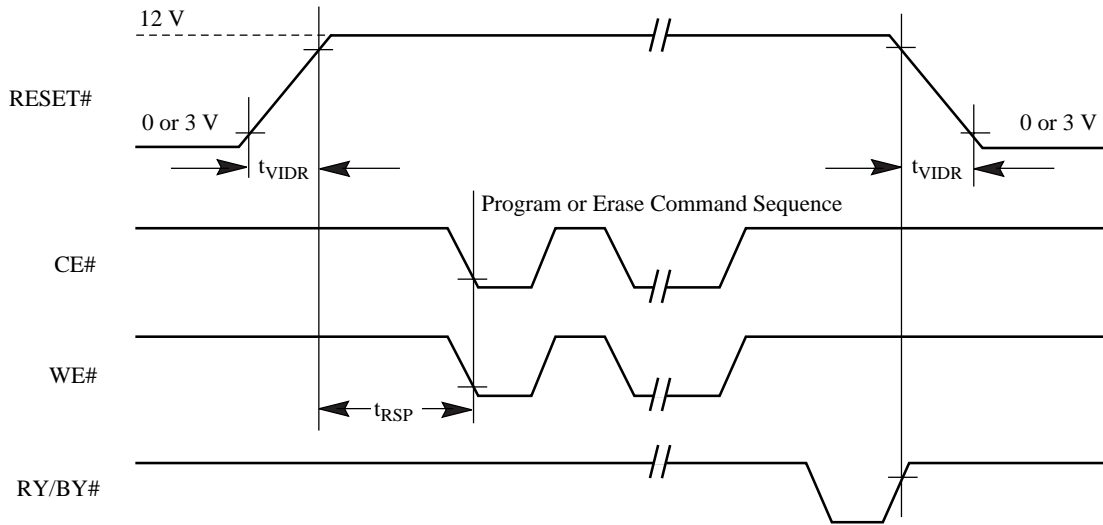 12 V
RESET#
0 or 3 V
0 or 3 V
tVIDR
tVIDR
Program or Erase Command Sequence
CE#
WE#
tRSP
RY/BY#